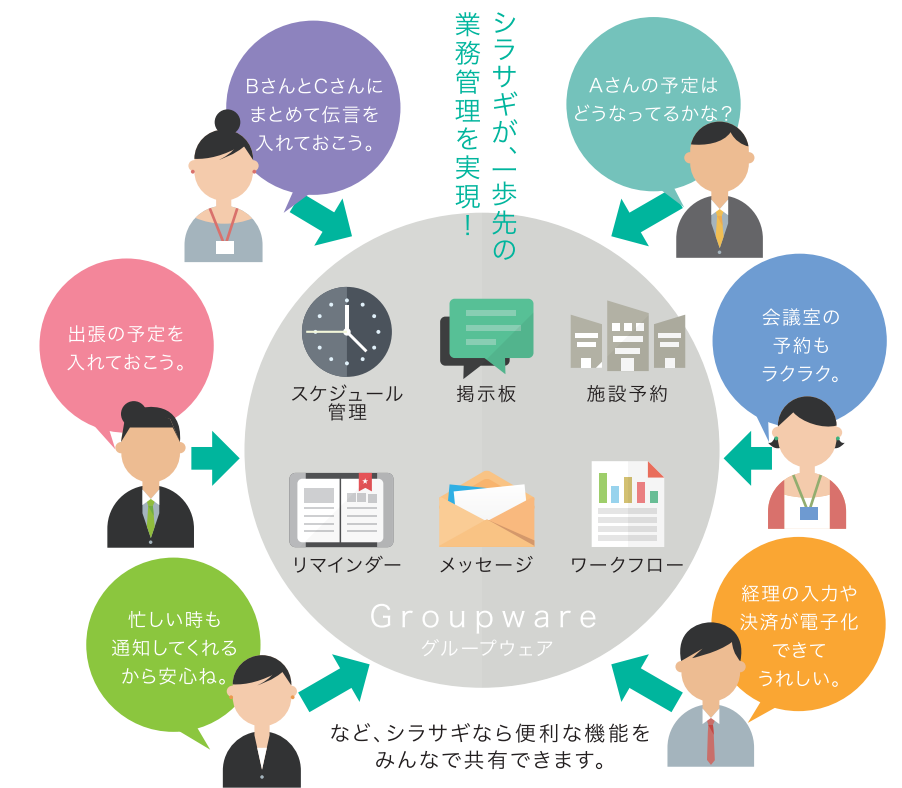 シラサギが、一歩先の
業務管理を実現！
BさんとCさんに
まとめて伝言を
入れておこう。
Aさんの予定は
どうなってるかな？
出張の予定を
入れておこう。
会議室の
予約も
ラクラク。
スケジュール
管理
掲示板
施設予約
リマインダー
メッセージ
ワークフロー
Groupware
グループウェア
忙しい時も
通知してくれる
から安心ね。
経理の入力や
決済が電子化
できて
うれしい。
など、シラサギなら便利な機能を
みんなで共有できます。